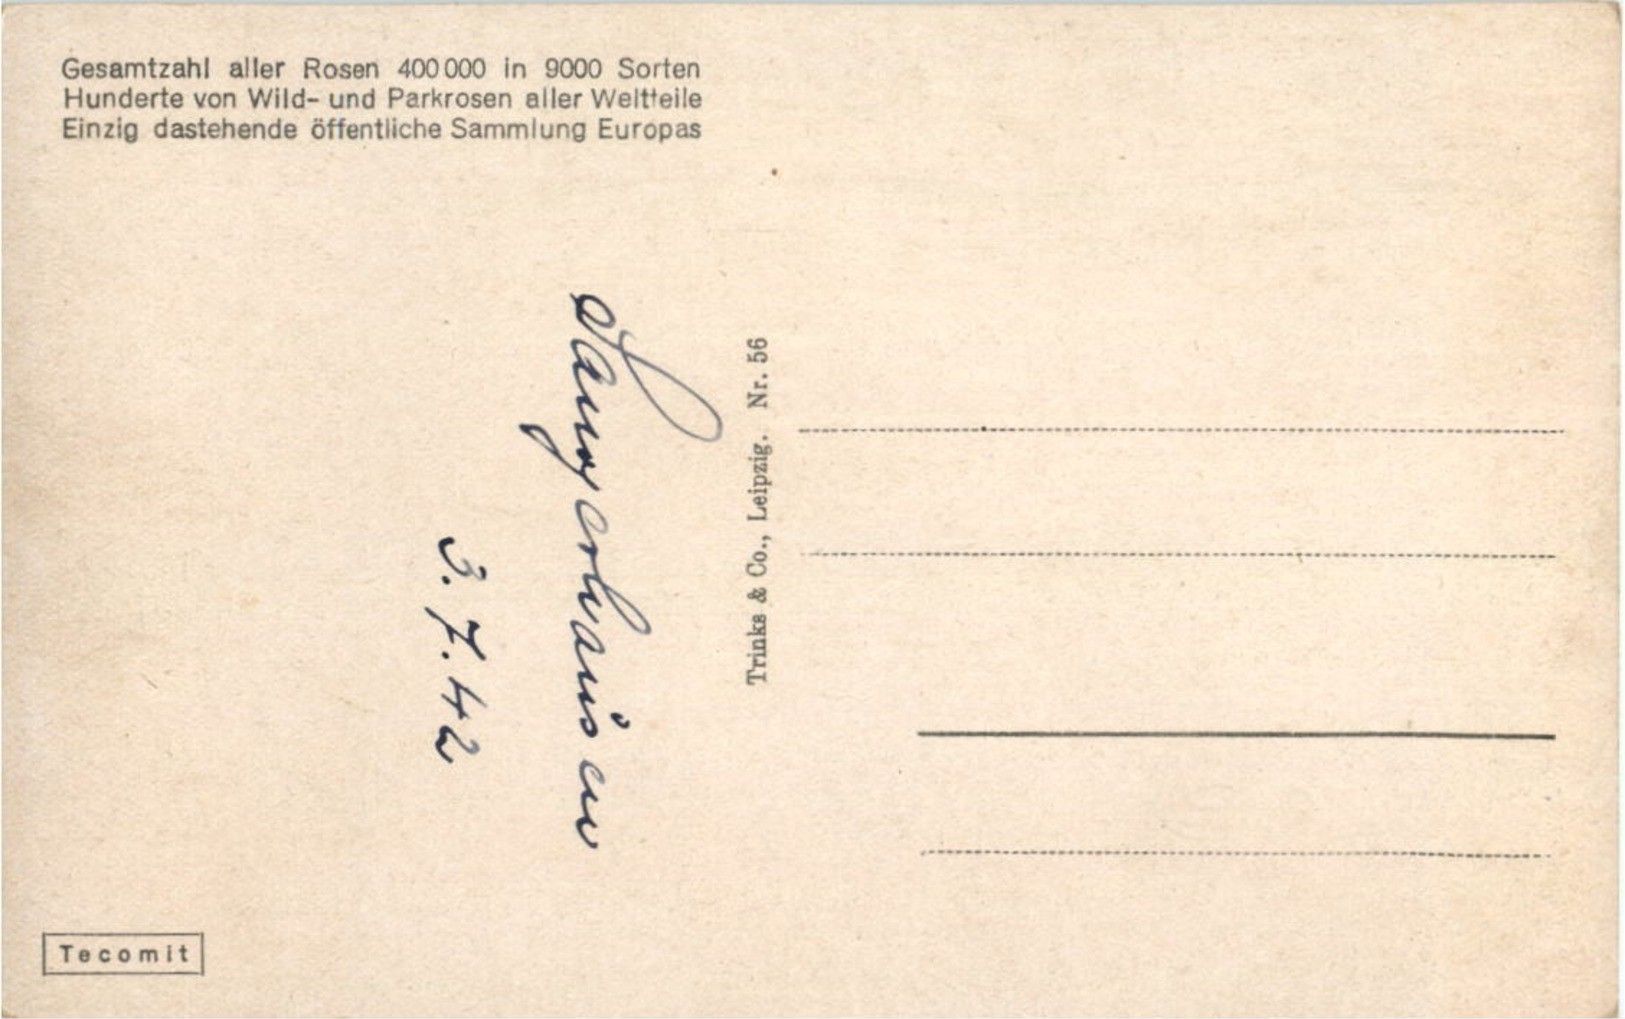 Gesamtzahl aller Rosen 400000 in 9000 Sorten
Hunderte von Wild- und Parkrosen aller Weltteile
Einzig dastehende öffentliche Sammlung Europas
Sangerhausen
3.7.42
Trinks & Co., Leipzig. Nr. 56
Tecomit